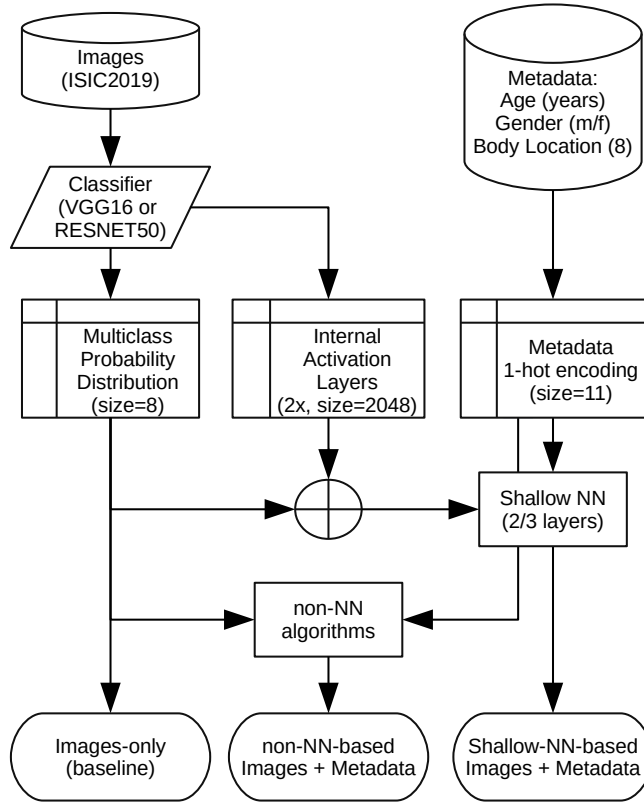 Images
(ISIC2019)
Metadata:
Age (years)
Gender (m/f)
Body Location (8)
Classifier
(VGG16 or
RESNET50)
Multiclass
Probability
Distribution
(size=8)
Internal
Activation
Layers
(2x, size=2048)
Metadata
1-hot encoding
(size=11)
Shallow NN
(2/3 layers)
non-NN
algorithms
Images-only
(baseline)
non-NN-based
Images + Metadata
Shallow-NN-based
Images + Metadata